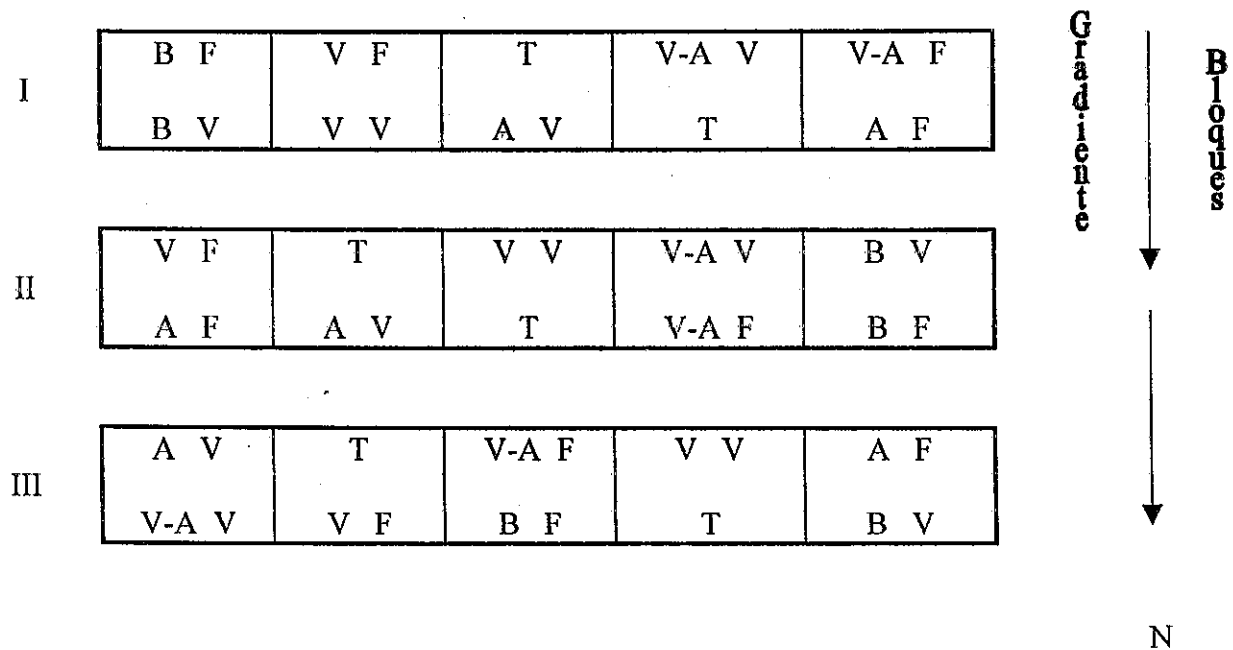 B F V F T V-A V V-A F
I
B V V V A V T A F
V F T V V V-A V B V
II
A F A V T V-A F B F
A V T V-A F V V A F
III
V-A V V F B F T B V
Gradiente
Bloques
N